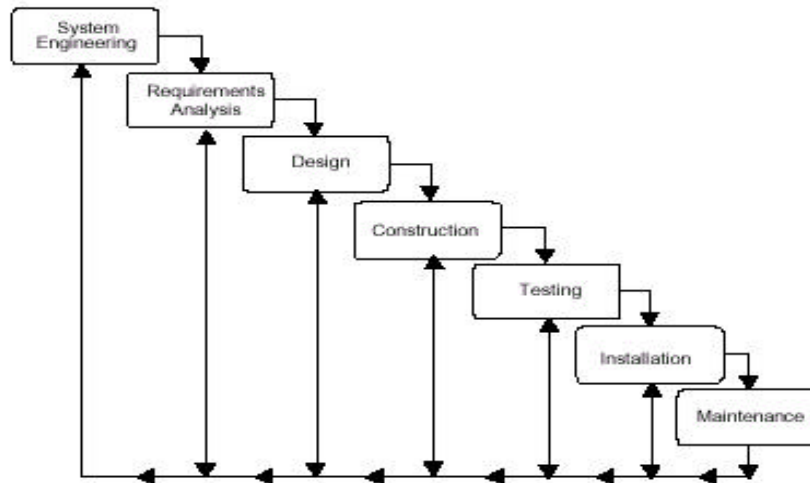 System
Engineering
Requirements
Analysis
Design
Construction
Testing
Installation
Maintenance